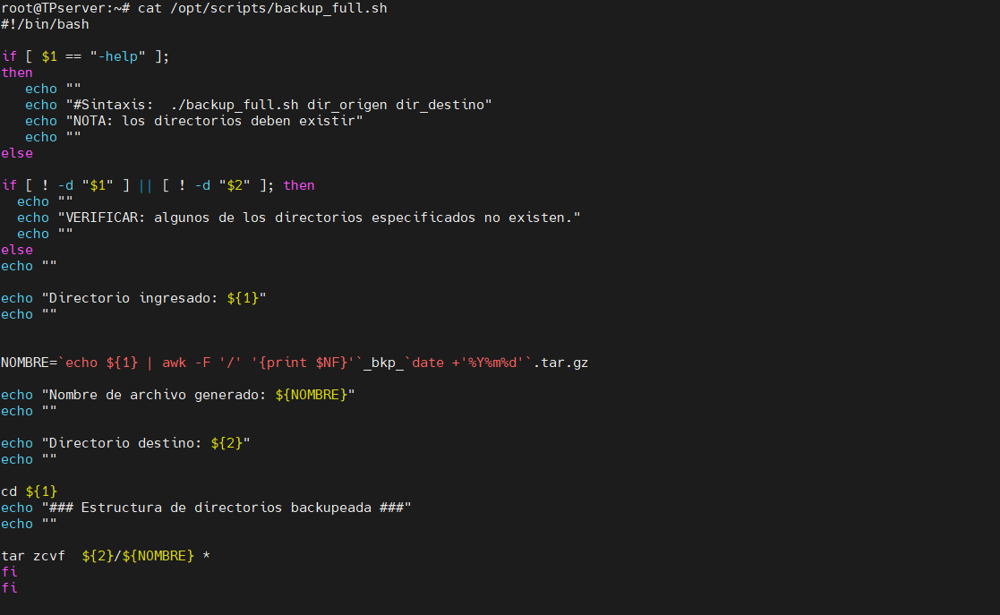 root@TPserver:~# cat /opt/scripts/backup_full.sh
#!/bin/bash

if [ $1 == "-help" ];
then
   echo ""
   echo "#Sintaxis:  ./backup_full.sh dir_origen dir_destino"
   echo "NOTA: los directorios deben existir"
   echo ""
else

if [ ! -d "$1" ] || [ ! -d "$2" ]; then
  echo ""
  echo "VERIFICAR: algunos de los directorios especificados no existen."
  echo ""
else
echo ""

echo "Directorio ingresado: ${1}"
echo ""


NOMBRE=`echo ${1} | awk -F '/' '{print $NF}'`_bkp_`date +'%Y%m%d'`.tar.gz

echo "Nombre de archivo generado: ${NOMBRE}"
echo ""

echo "Directorio destino: ${2}"
echo ""

cd ${1}
echo "### Estructura de directorios backupeada ###"
echo ""

tar zcvf  ${2}/${NOMBRE} *
fi
fi